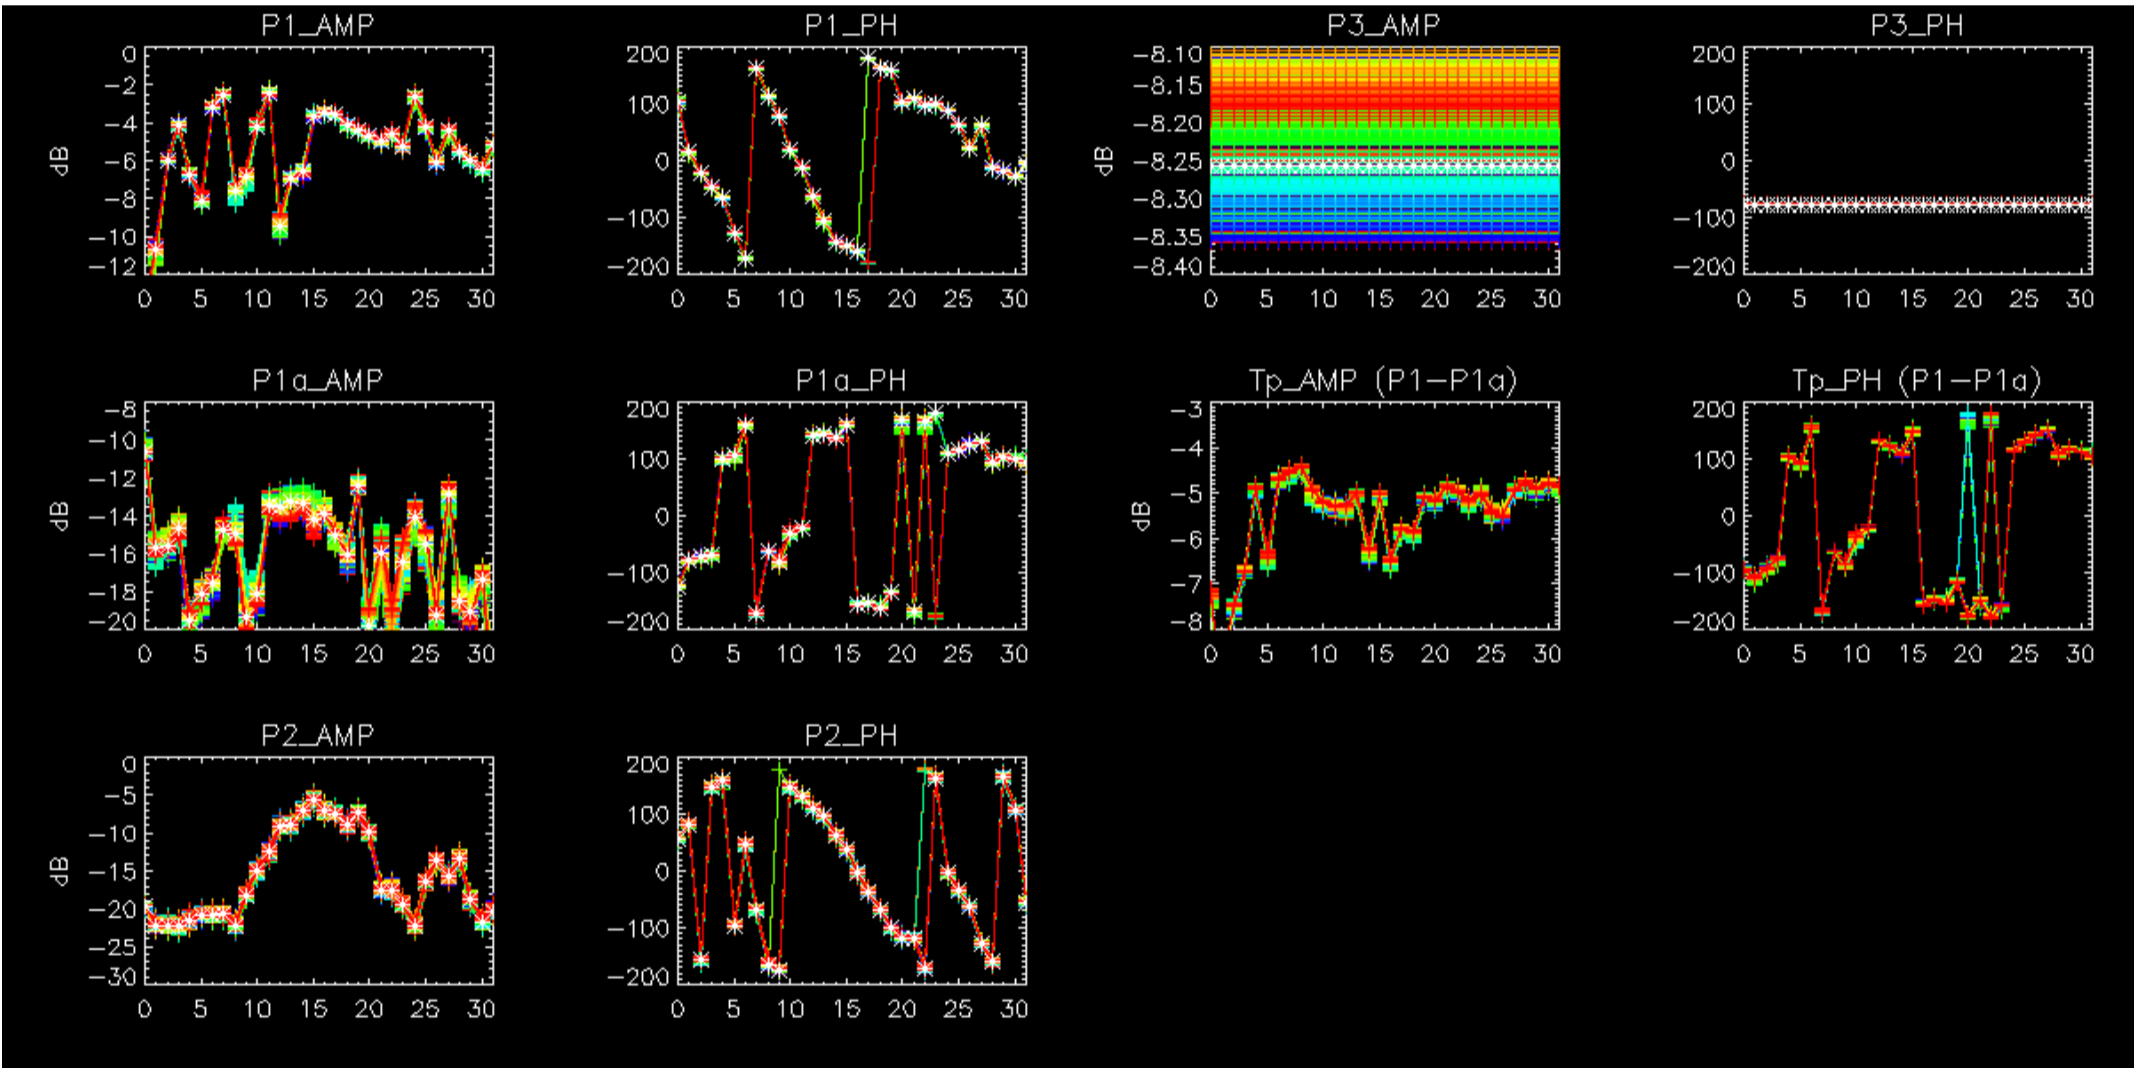 P1_AMP
P1_PH
P3_AMP
P3_PH
0
-2
-4
-6
-8
-10
-12
dB
0 5 10 15 20 25 30
200
100
0
-100
-200
0 5 10 15 20 25 30
-8.10
-8.15
-8.20
-8.25
-8.30
-8.35
-8.40
dB
0 5 10 15 20 25 30
200
100
0
-100
-200
0 5 10 15 20 25 30
P1a_AMP
P1a_PH
Tp_AMP (P1-P1a)
Tp_PH (P1-P1a)
-8
-10
-12
-14
-16
-18
-20
dB
0 5 10 15 20 25 30
200
100
0
-100
-200
0 5 10 15 20 25 30
-3
-4
-5
-6
-7
-8
dB
0 5 10 15 20 25 30
200
100
0
-100
-200
0 5 10 15 20 25 30
P2_AMP
P2_PH
0
-5
-10
-15
-20
-25
-30
dB
0 5 10 15 20 25 30
200
100
0
-100
-200
0 5 10 15 20 25 30